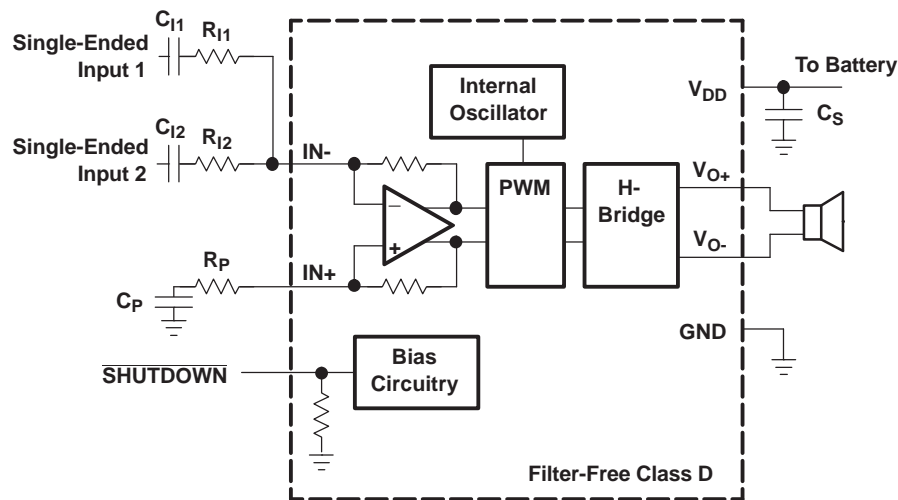 C_I1
R_I1
Single-Ended
Input 1
C_I2
R_I2
Single-Ended
Input 2
IN-
R_P
IN+
C_P
SHUTDOWN
Internal
Oscillator
−
+
PWM
H-
Bridge
Bias
Circuitry
V_DD
To Battery
C_S
V_O+
V_O-
GND
Filter-Free Class D